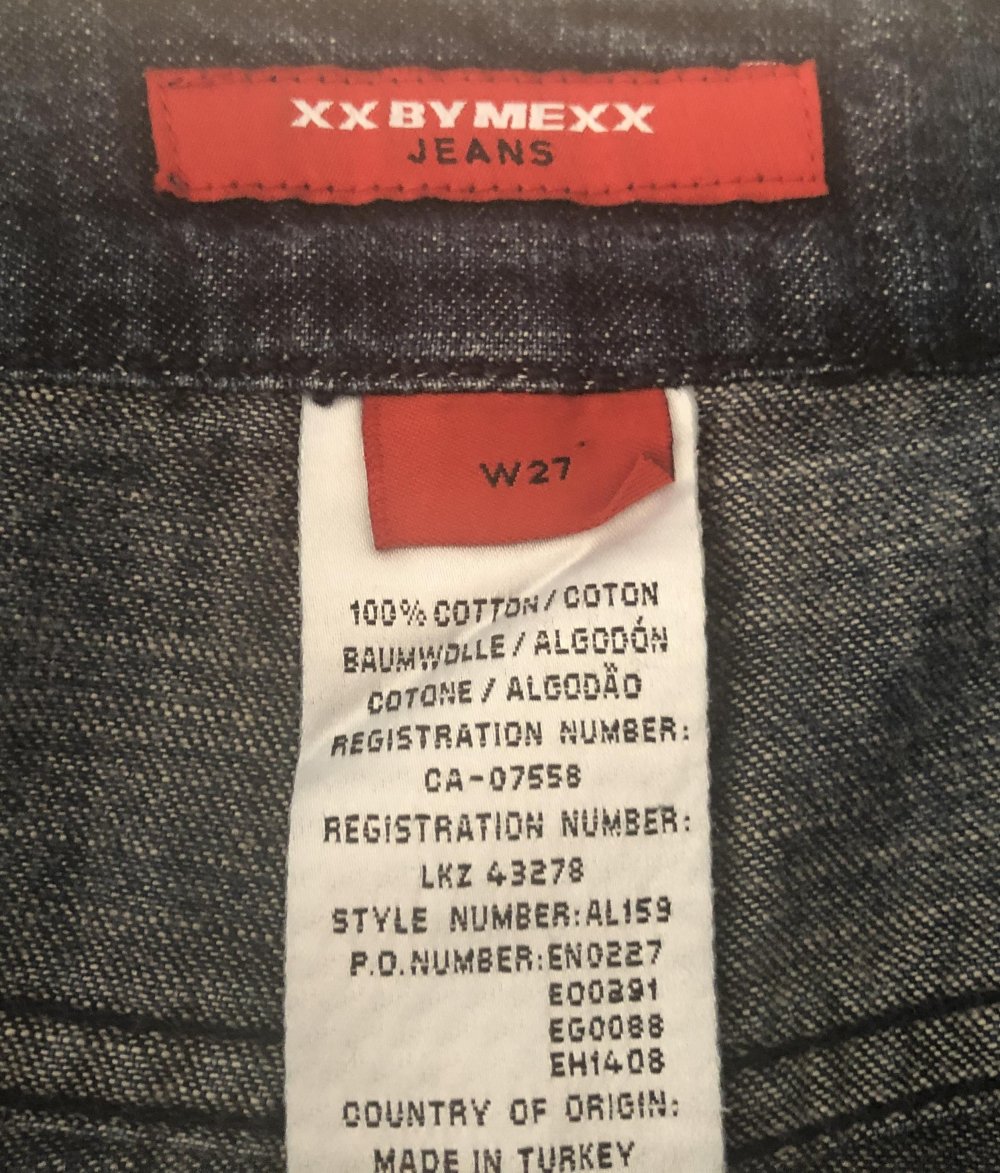 XX BY MEXX
JEANS
W27
100% COTTON / COTON
BAUMWOLLE / ALGODÓN
COTONE / ALGODÃO
REGISTRATION NUMBER:
CA-07558
REGISTRATION NUMBER:
LKZ 43278
STYLE NUMBER:AL159
P.O.NUMBER:EN0227
EO0391
EG0088
EH1408
COUNTRY OF ORIGIN:
MADE IN TURKEY